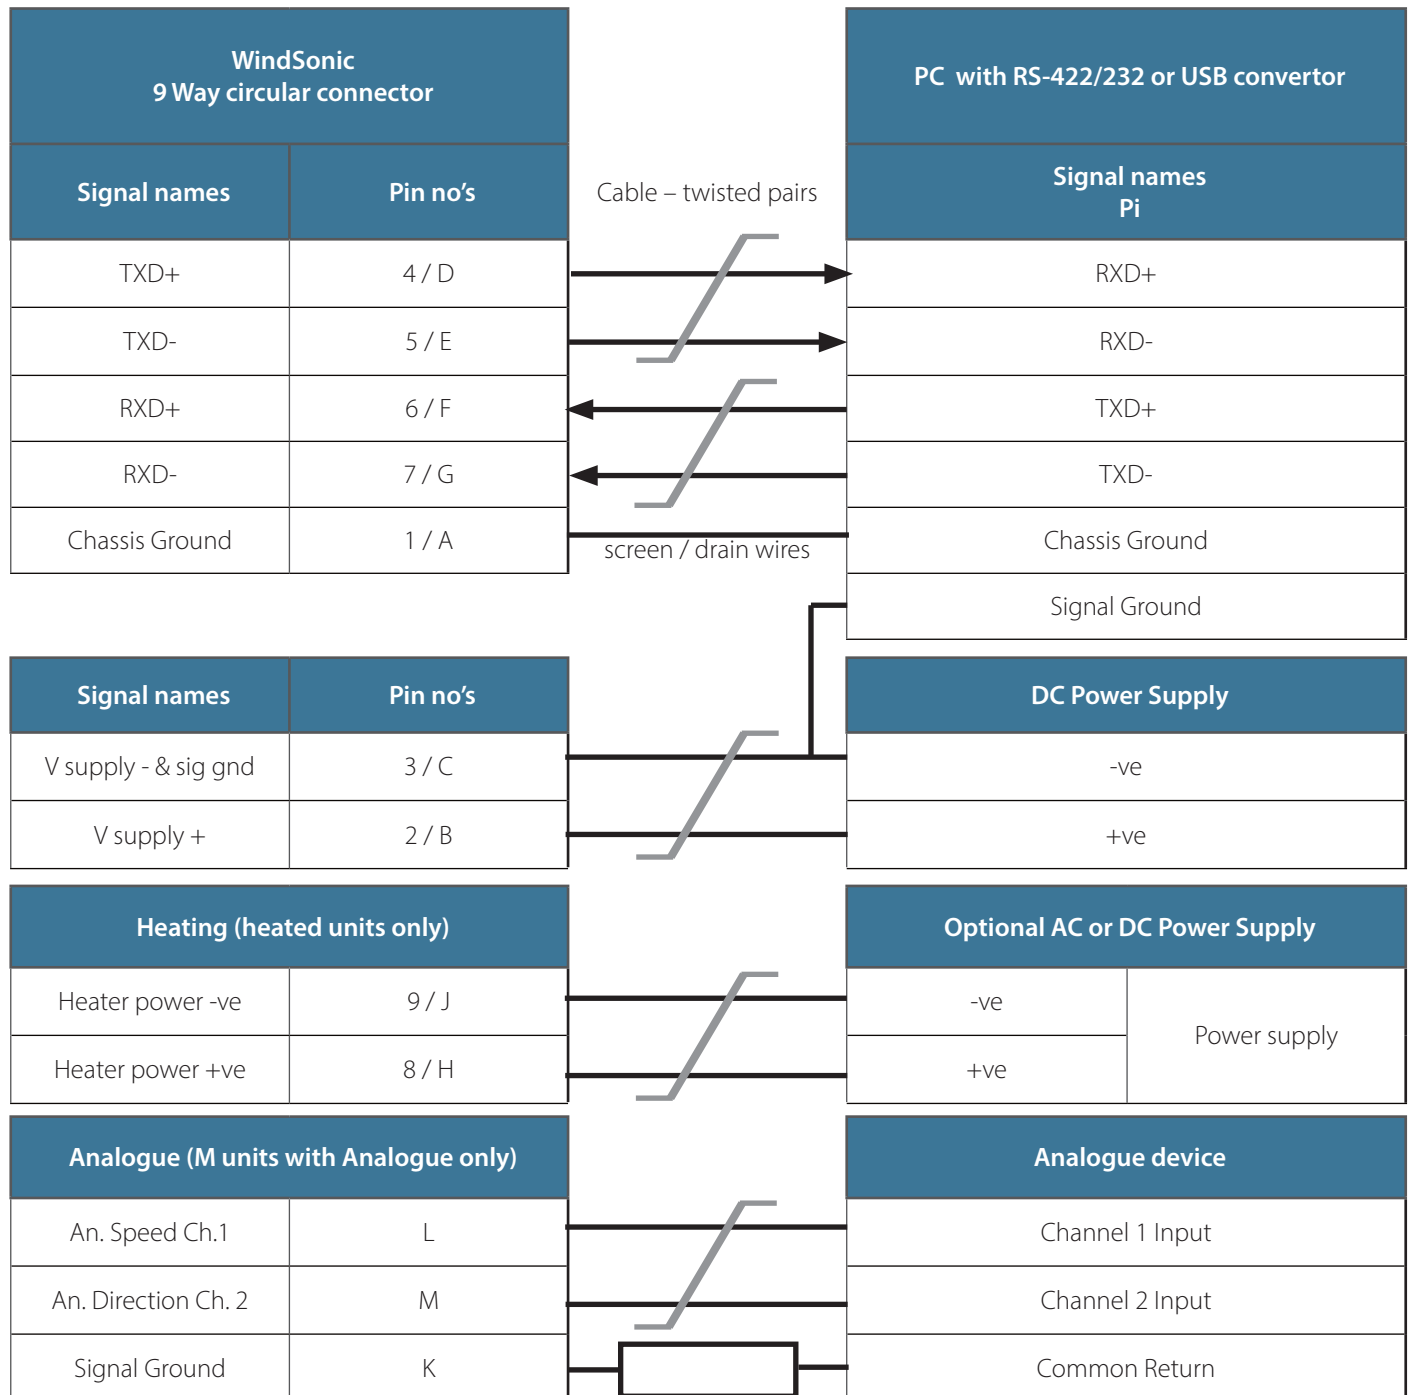 WindSonic
9 Way circular connector
PC with RS-422/232 or USB convertor
Signal names Pin no's
Cable – twisted pairs
Signal names
Pi
TXD+ 4 / D RXD+
TXD- 5 / E RXD-
RXD+ 6 / F TXD+
RXD- 7 / G TXD-
Chassis Ground 1 / A screen / drain wires Chassis Ground
Signal Ground
Signal names Pin no's DC Power Supply
V supply - & sig gnd 3 / C -ve
V supply + 2 / B +ve
Heating (heated units only) Optional AC or DC Power Supply
Heater power -ve 9 / J -ve
Power supply
Heater power +ve 8 / H +ve
Analogue (M units with Analogue only) Analogue device
An. Speed Ch.1 L Channel 1 Input
An. Direction Ch. 2 M Channel 2 Input
Signal Ground K Common Return